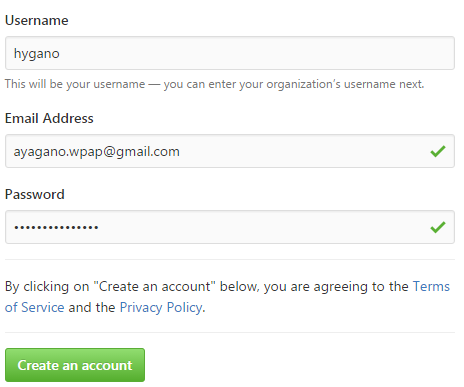 Username
hygano
This will be your username — you can enter your organization's username next.
Email Address
ayagano.wpap@gmail.com
Password
•••••••••••••••
By clicking on "Create an account" below, you are agreeing to the Terms
of Service and the Privacy Policy.
Create an account